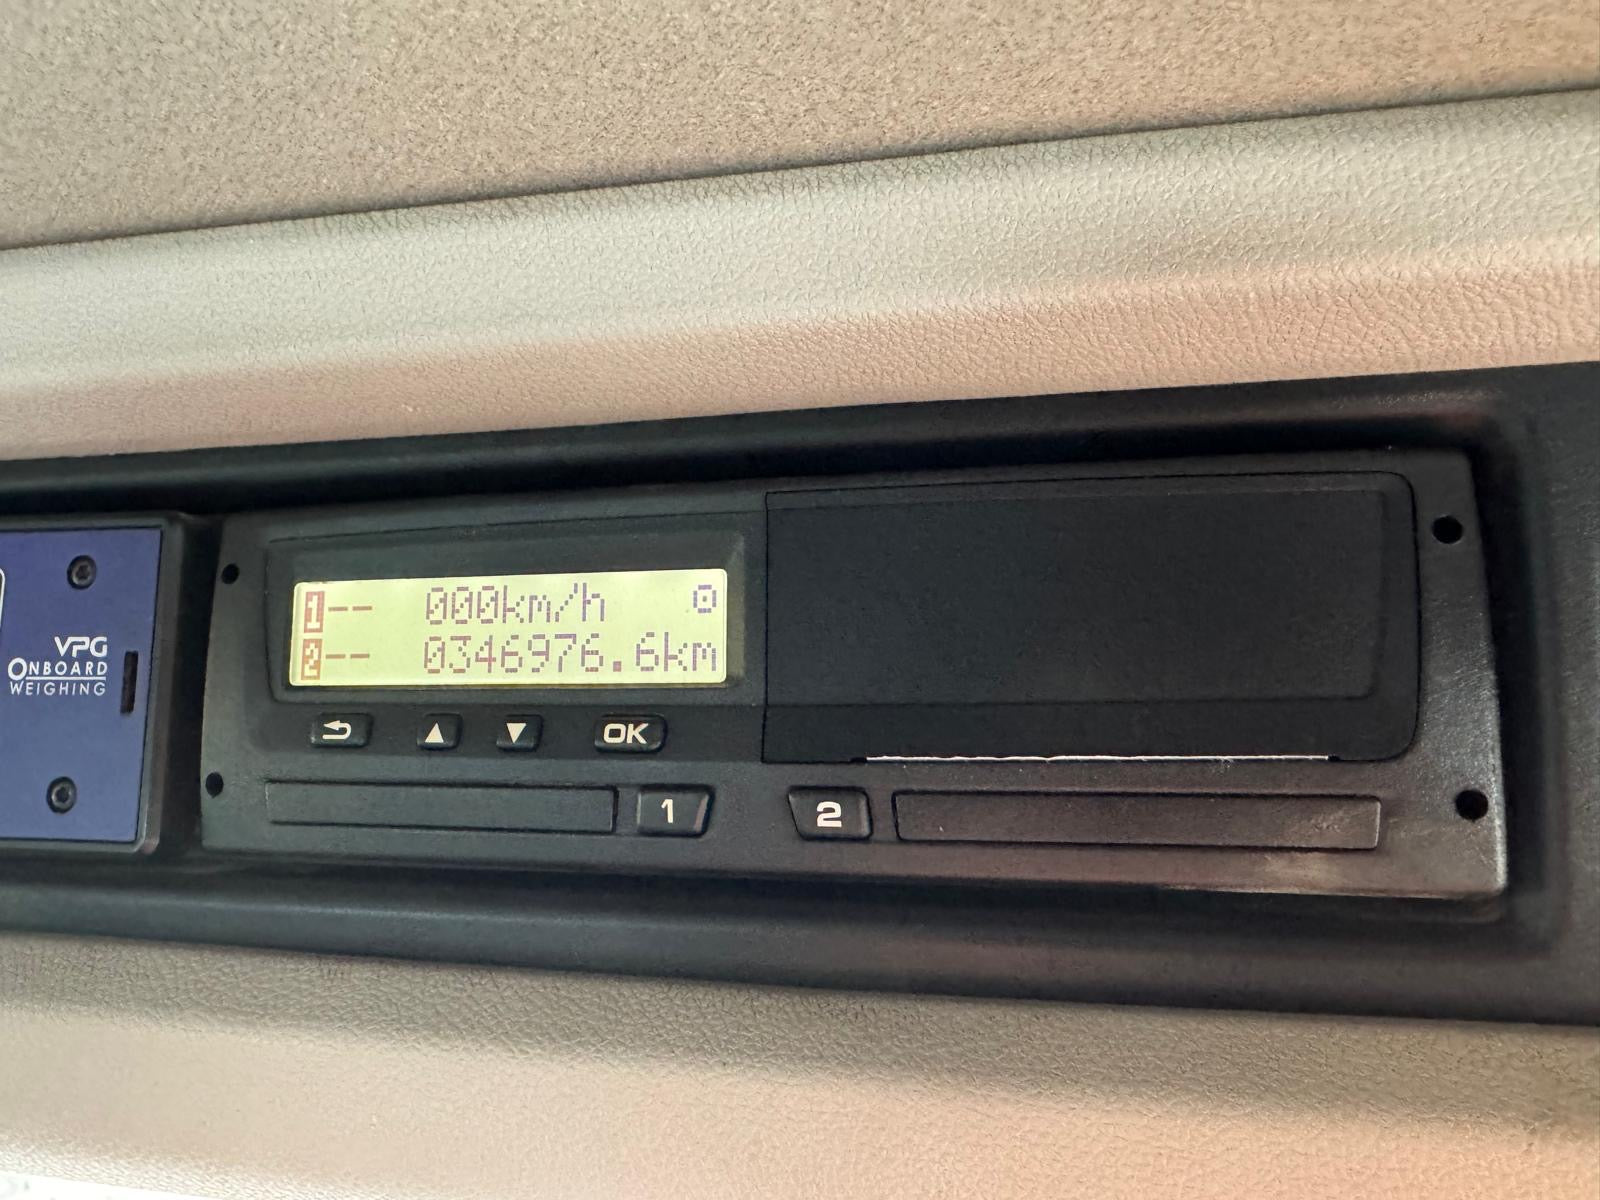 VPG
ONBOARD
WEIGHING
1-- 000km/h
2-- 0346976.6km
OK
1
2